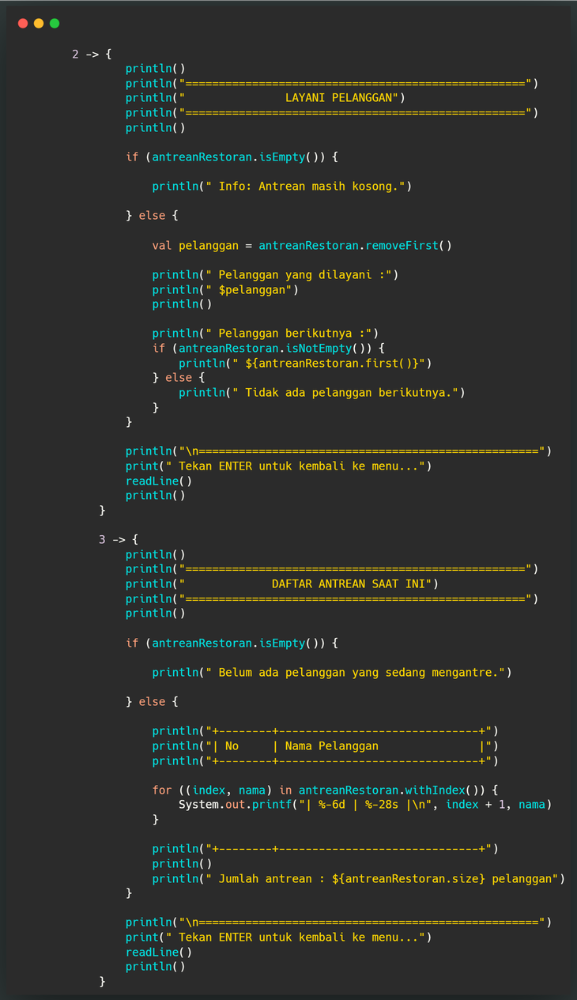 2 -> {
println()
println("===================================================")
println("               LAYANI PELANGGAN")
println("===================================================")
println()
if (antreanRestoran.isEmpty()) {
println(" Info: Antrean masih kosong.")
} else {
val pelanggan = antreanRestoran.removeFirst()
println(" Pelanggan yang dilayani :")
println(" $pelanggan")
println()
println(" Pelanggan berikutnya :")
if (antreanRestoran.isNotEmpty()) {
println(" ${antreanRestoran.first()}")
} else {
println(" Tidak ada pelanggan berikutnya.")
}
}
println("\n===================================================")
print(" Tekan ENTER untuk kembali ke menu...")
readLine()
println()
}
3 -> {
println()
println("===================================================")
println("             DAFTAR ANTREAN SAAT INI")
println("===================================================")
println()
if (antreanRestoran.isEmpty()) {
println(" Belum ada pelanggan yang sedang mengantre.")
} else {
println("+--------+------------------------------+")
println("| No     | Nama Pelanggan               |")
println("+--------+------------------------------+")
for ((index, nama) in antreanRestoran.withIndex()) {
System.out.printf("| %-6d | %-28s |\n", index + 1, nama)
}
println("+--------+------------------------------+")
println()
println(" Jumlah antrean : ${antreanRestoran.size} pelanggan")
}
println("\n===================================================")
print(" Tekan ENTER untuk kembali ke menu...")
readLine()
println()
}